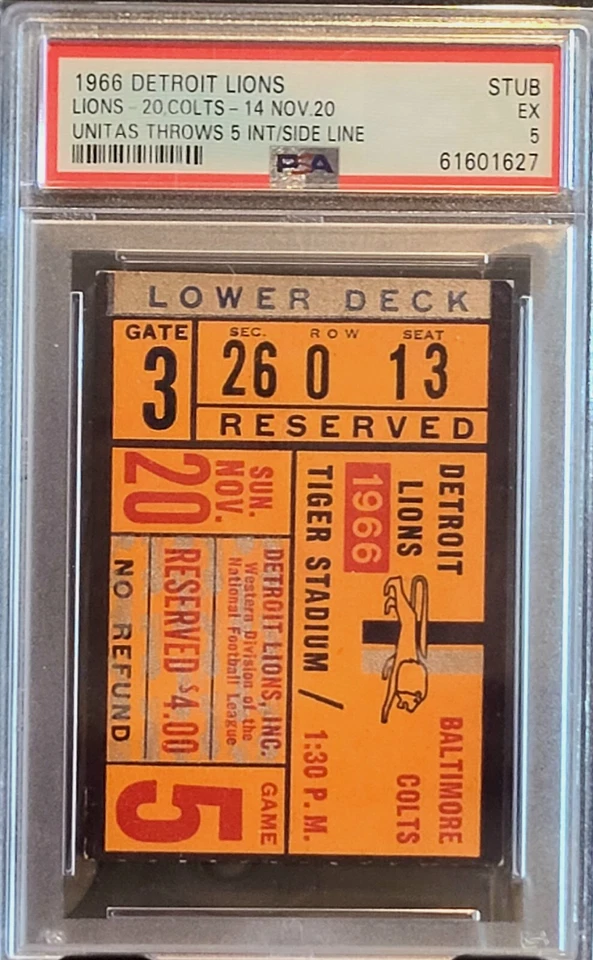 1966 DETROIT LIONS
STUB
LIONS - 20,COLTS - 14 NOV.20
EX
UNITAS THROWS 5 INT/SIDE LINE
5
PSA
61601627
LOWER DECK
GATE
3
SEC.
26
ROW
0
SEAT
13
RESERVED
DETROIT
LIONS
1966
TIGER STADIUM / 1:30 P.M.
BALTIMORE
COLTS
SUN.
NOV.
20
DETROIT LIONS, INC.
Western Division of the
National Football League
RESERVED $4.00
NO REFUND
GAME
5